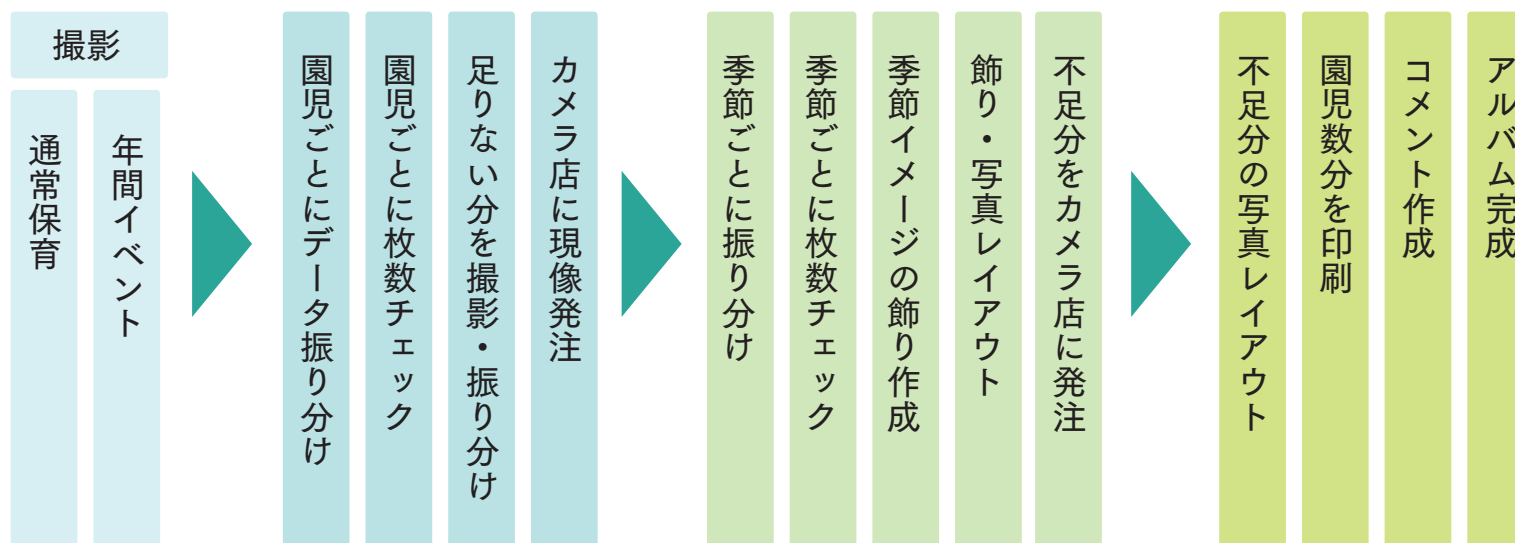 撮影
通常保育
年間イベント
園児ごとにデータ振り分け
園児ごとに枚数チェック
足りない分を撮影・振り分け
カメラ店に現像発注
季節ごとに振り分け
季節ごとに枚数チェック
季節イメージの飾り作成
飾り・写真レイアウト
不足分をカメラ店に発注
不足分の写真レイアウト
園児数分を印刷
コメント作成
アルバム完成